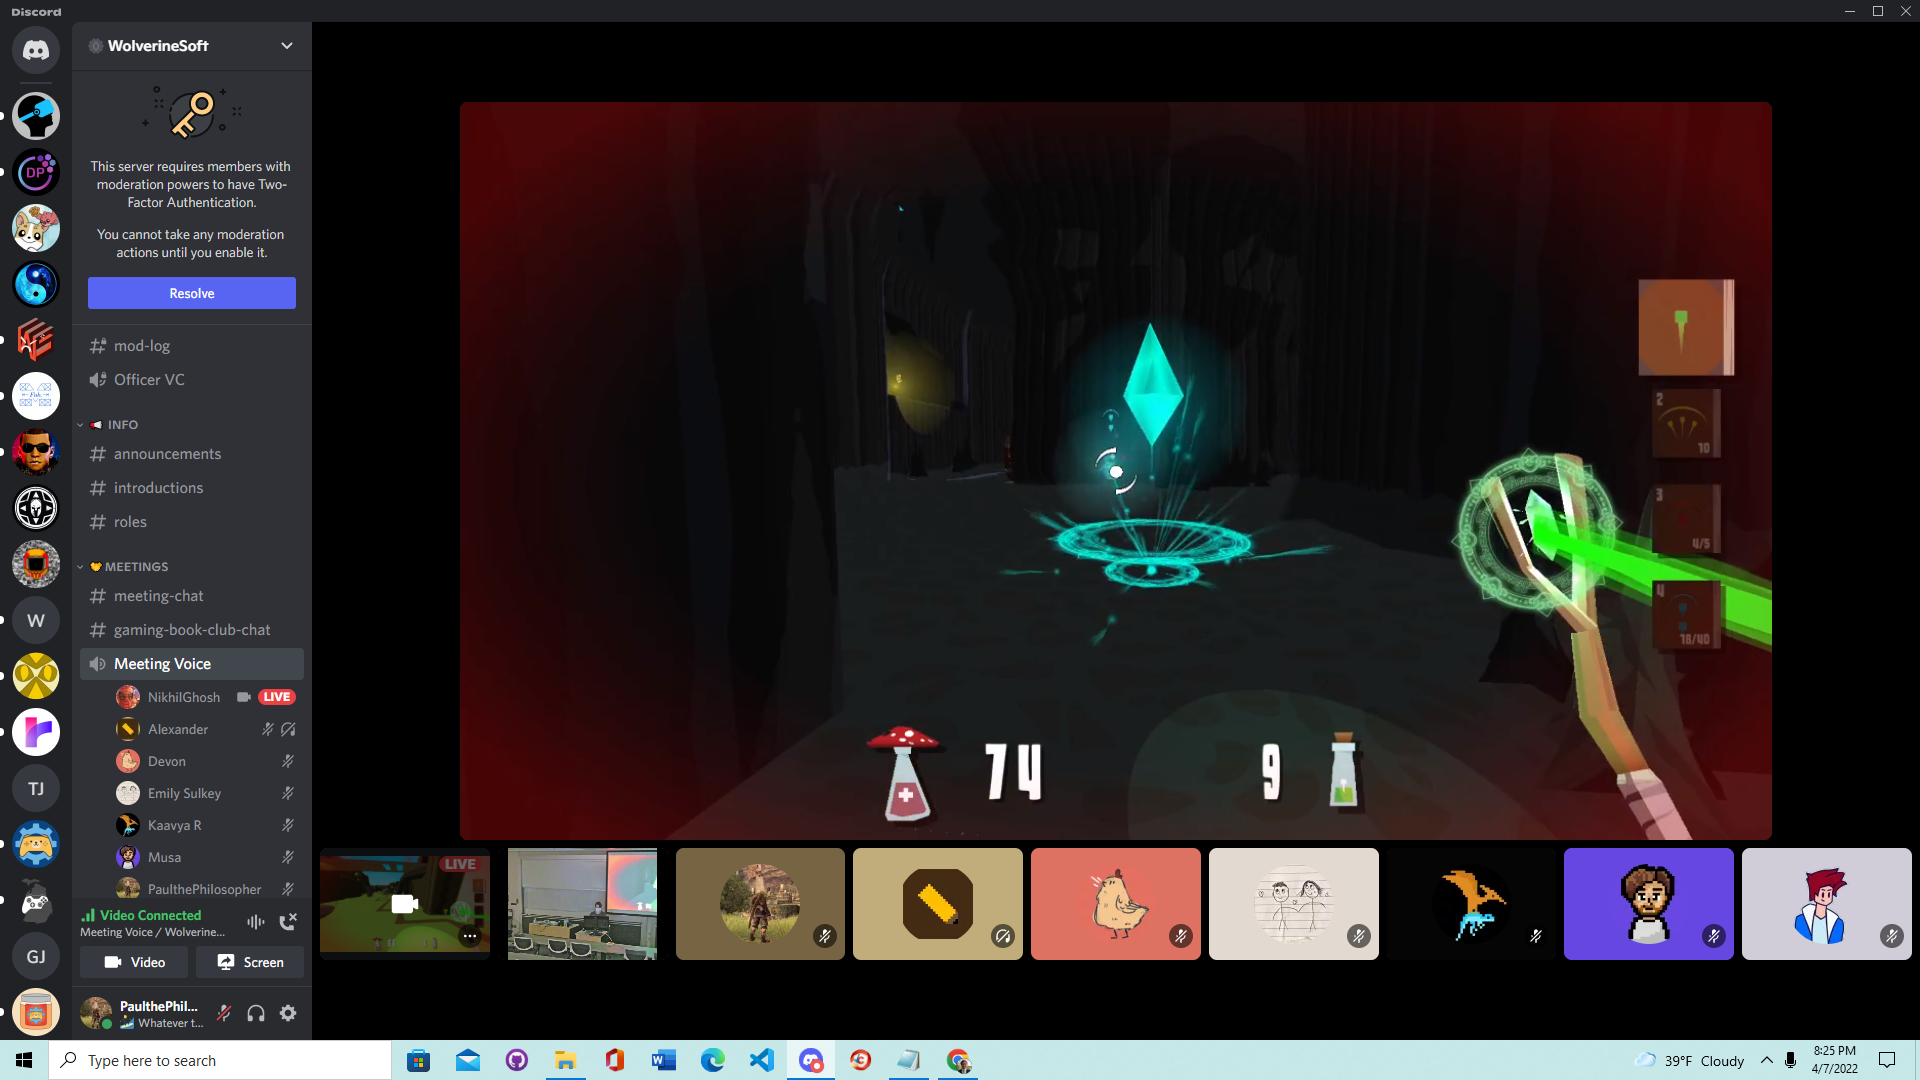 Discord
WolverineSoft
This server requires members with
moderation powers to have Two-
Factor Authentication.
You cannot take any moderation
actions until you enable it.
Resolve
mod-log
Officer VC
INFO
announcements
introductions
roles
MEETINGS
meeting-chat
gaming-book-club-chat
Meeting Voice
NikhilGhosh LIVE
Alexander
Devon
Emily Sulkey
Kaavya R
Musa
PaulthePhilosopher
Video Connected
Meeting Voice / Wolverine...
Video Screen
PaulthePhil...
Whatever t...
DP
W
TJ
GJ
2
10
3
4/5
4
18/40
74 9
LIVE
Type here to search
39°F Cloudy
8:25 PM
4/7/2022